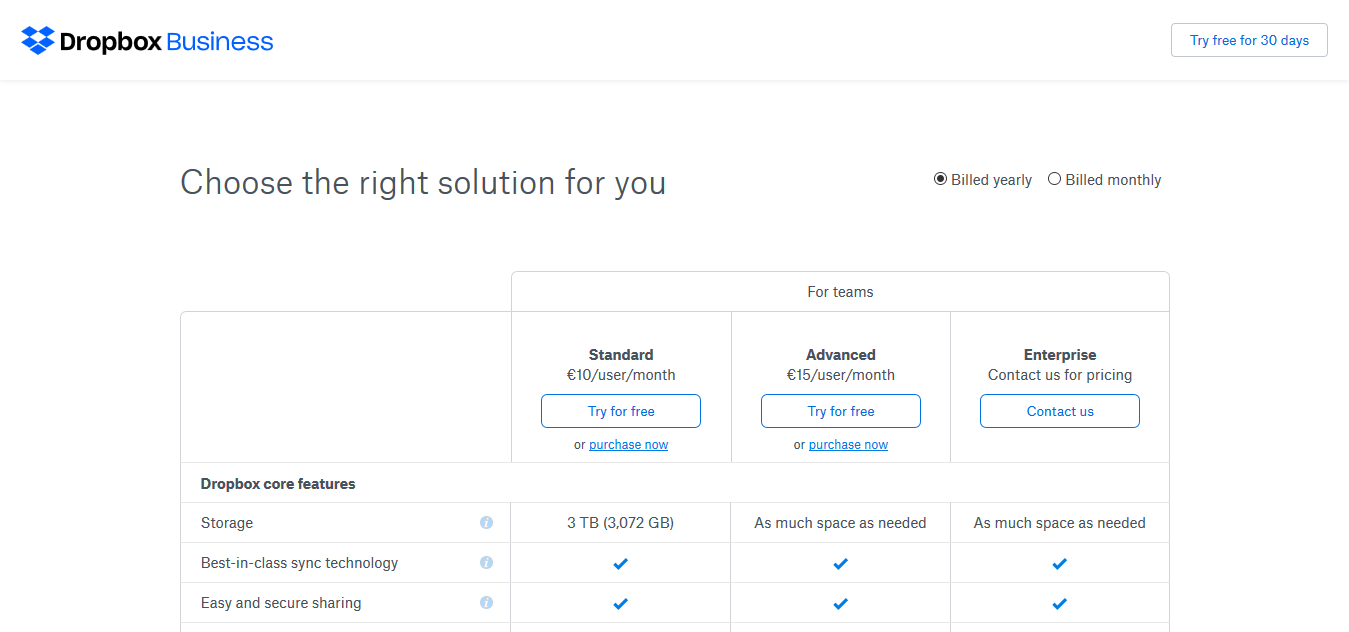 Dropbox Business
Try free for 30 days
Choose the right solution for you
Billed yearly Billed monthly
For teams
Standard Advanced Enterprise
€10/user/month €15/user/month Contact us for pricing
Try for free Try for free Contact us
or purchase now or purchase now
Dropbox core features
Storage i 3 TB (3,072 GB) As much space as needed As much space as needed
Best-in-class sync technology i
Easy and secure sharing i